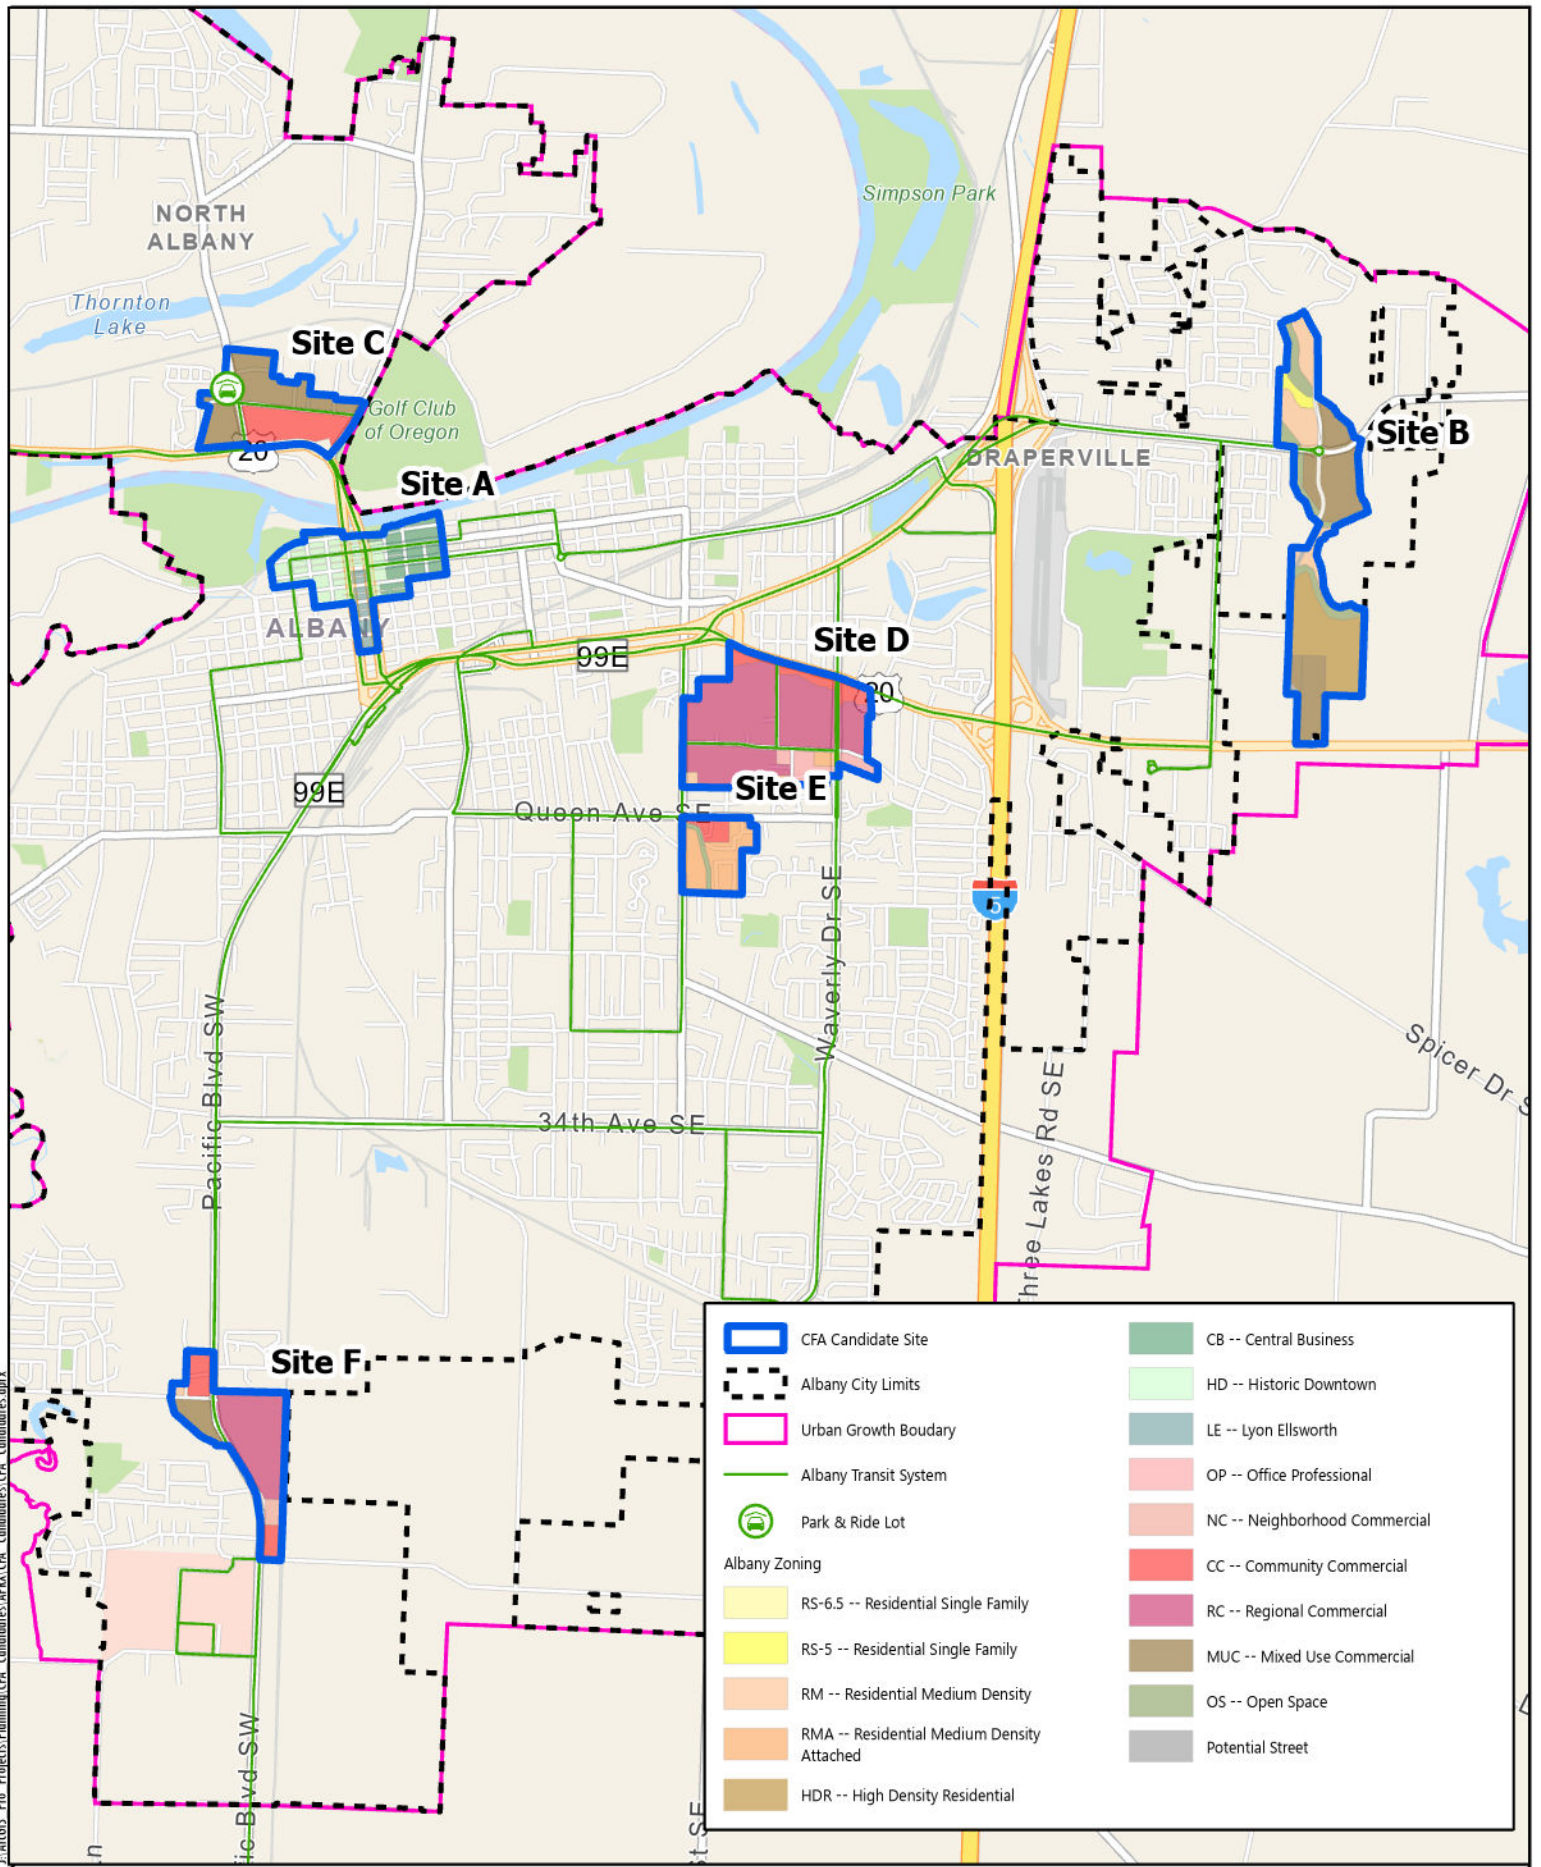 NORTH
ALBANY
Simpson Park
Thornton
Lake
Site C
Golf Club
of Oregon
20
Site B
DRAPERVILLE
Site A
ALBANY
99E
Site D
20
99E
Site E
Queen Ave SE
Waverly Dr SE
5
Pacific Blvd SW
Spicer Dr S
34th Ave SE
Three Lakes Rd SE
Site F
CFA Candidate Site
Albany City Limits
Urban Growth Boudary
Albany Transit System
Park & Ride Lot
Albany Zoning
RS-6.5 -- Residential Single Family
RS-5 -- Residential Single Family
RM -- Residential Medium Density
RMA -- Residential Medium Density
Attached
HDR -- High Density Residential
CB -- Central Business
HD -- Historic Downtown
LE -- Lyon Ellsworth
OP -- Office Professional
NC -- Neighborhood Commercial
CC -- Community Commercial
RC -- Regional Commercial
MUC -- Mixed Use Commercial
OS -- Open Space
Potential Street
ic Blvd SW
St SE
n